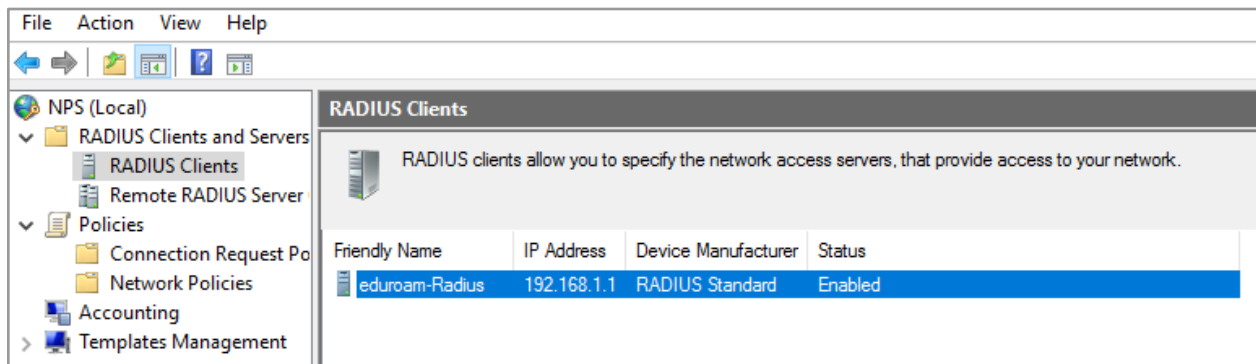 File Action View Help
NPS (Local)
RADIUS Clients and Servers
RADIUS Clients
Remote RADIUS Server
Policies
Connection Request Po
Network Policies
Accounting
Templates Management
RADIUS Clients
RADIUS clients allow you to specify the network access servers, that provide access to your network.
Friendly Name IP Address Device Manufacturer Status
eduroam-Radius 192.168.1.1 RADIUS Standard Enabled